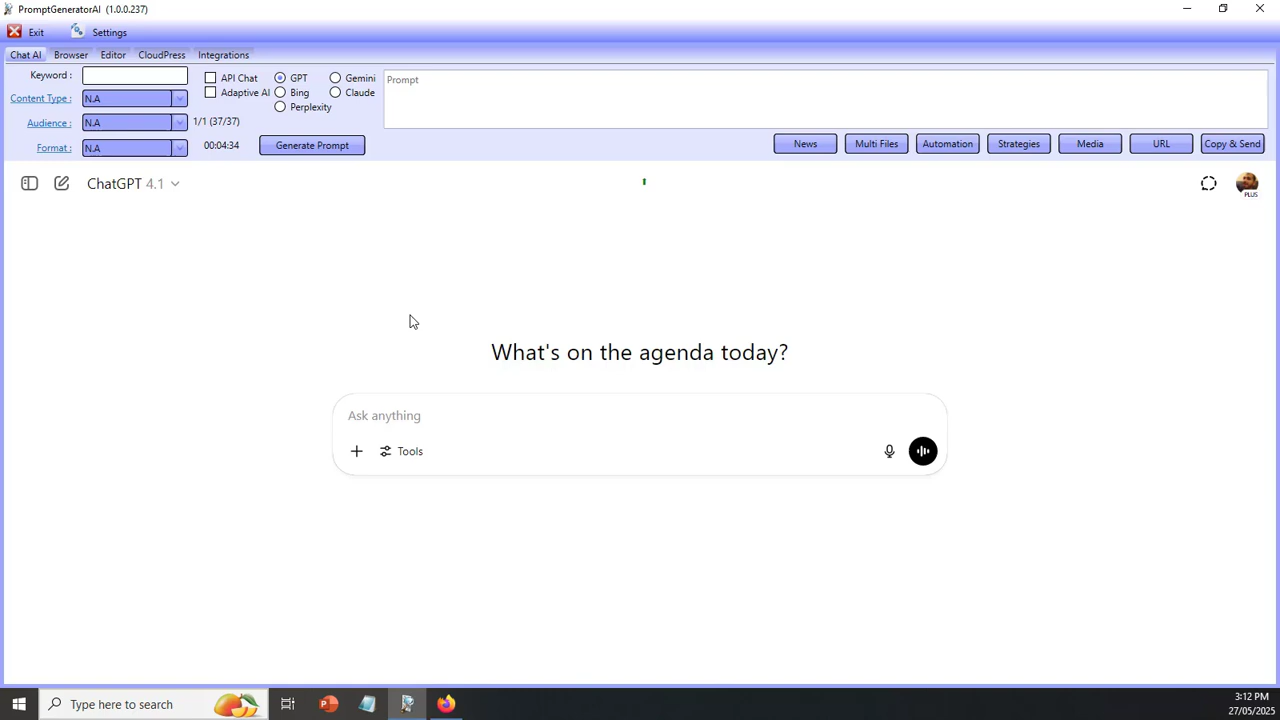 PromptGeneratorAI (1.0.0.237)
Exit Settings
Chat AI Browser Editor CloudPress Integrations
Keyword :
API Chat GPT Gemini
Prompt
Content Type : N.A
Adaptive AI Bing Claude
Perplexity
Audience : N.A
1/1 (37/37)
Format : N.A
00:04:34 Generate Prompt
News Multi Files Automation Strategies Media URL Copy & Send
ChatGPT 4.1
PLUS
What's on the agenda today?
Ask anything
Tools
Type here to search
3:12 PM
27/05/2025